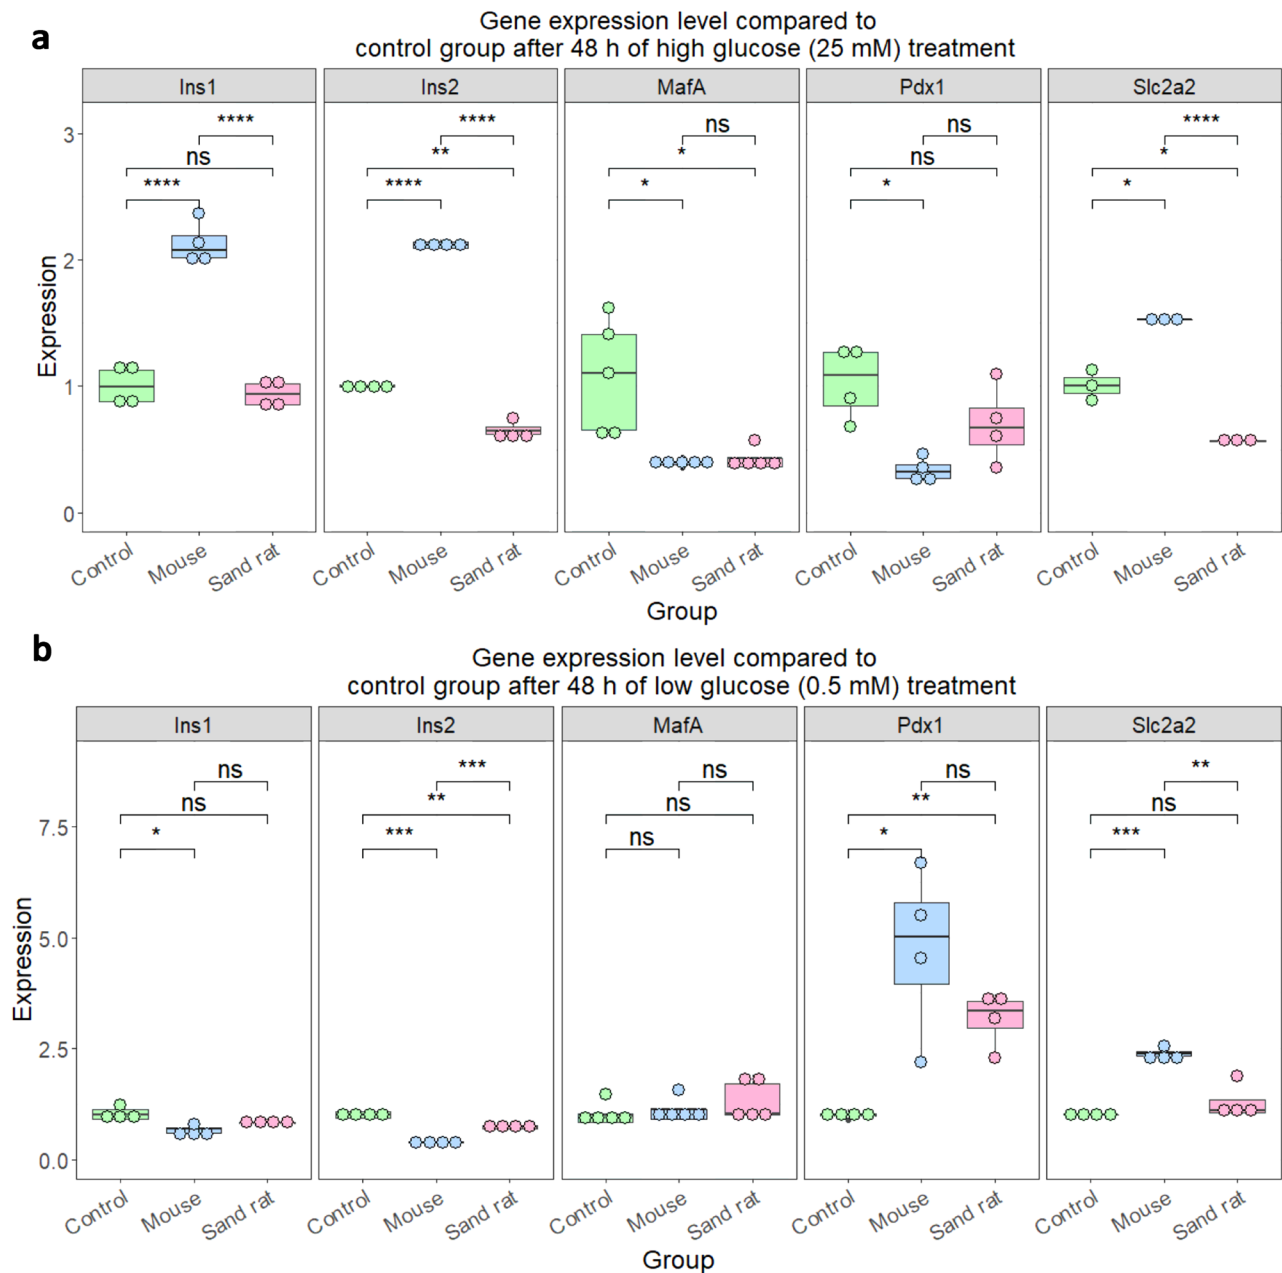 a
Gene expression level compared to
control group after 48 h of high glucose (25 mM) treatment
Ins1 Ins2 MafA Pdx1 Slc2a2
**** **** ns ns ****
ns ** * ns *
**** **** * * *
3
2
1
0
Expression
Control Mouse Sand rat Control Mouse Sand rat Control Mouse Sand rat Control Mouse Sand rat Control Mouse Sand rat
Group
b
Gene expression level compared to
control group after 48 h of low glucose (0.5 mM) treatment
Ins1 Ins2 MafA Pdx1 Slc2a2
ns *** ns ns **
ns ** ns ** ns
* *** ns * ***
7.5
5.0
2.5
0.0
Expression
Control Mouse Sand rat Control Mouse Sand rat Control Mouse Sand rat Control Mouse Sand rat Control Mouse Sand rat
Group